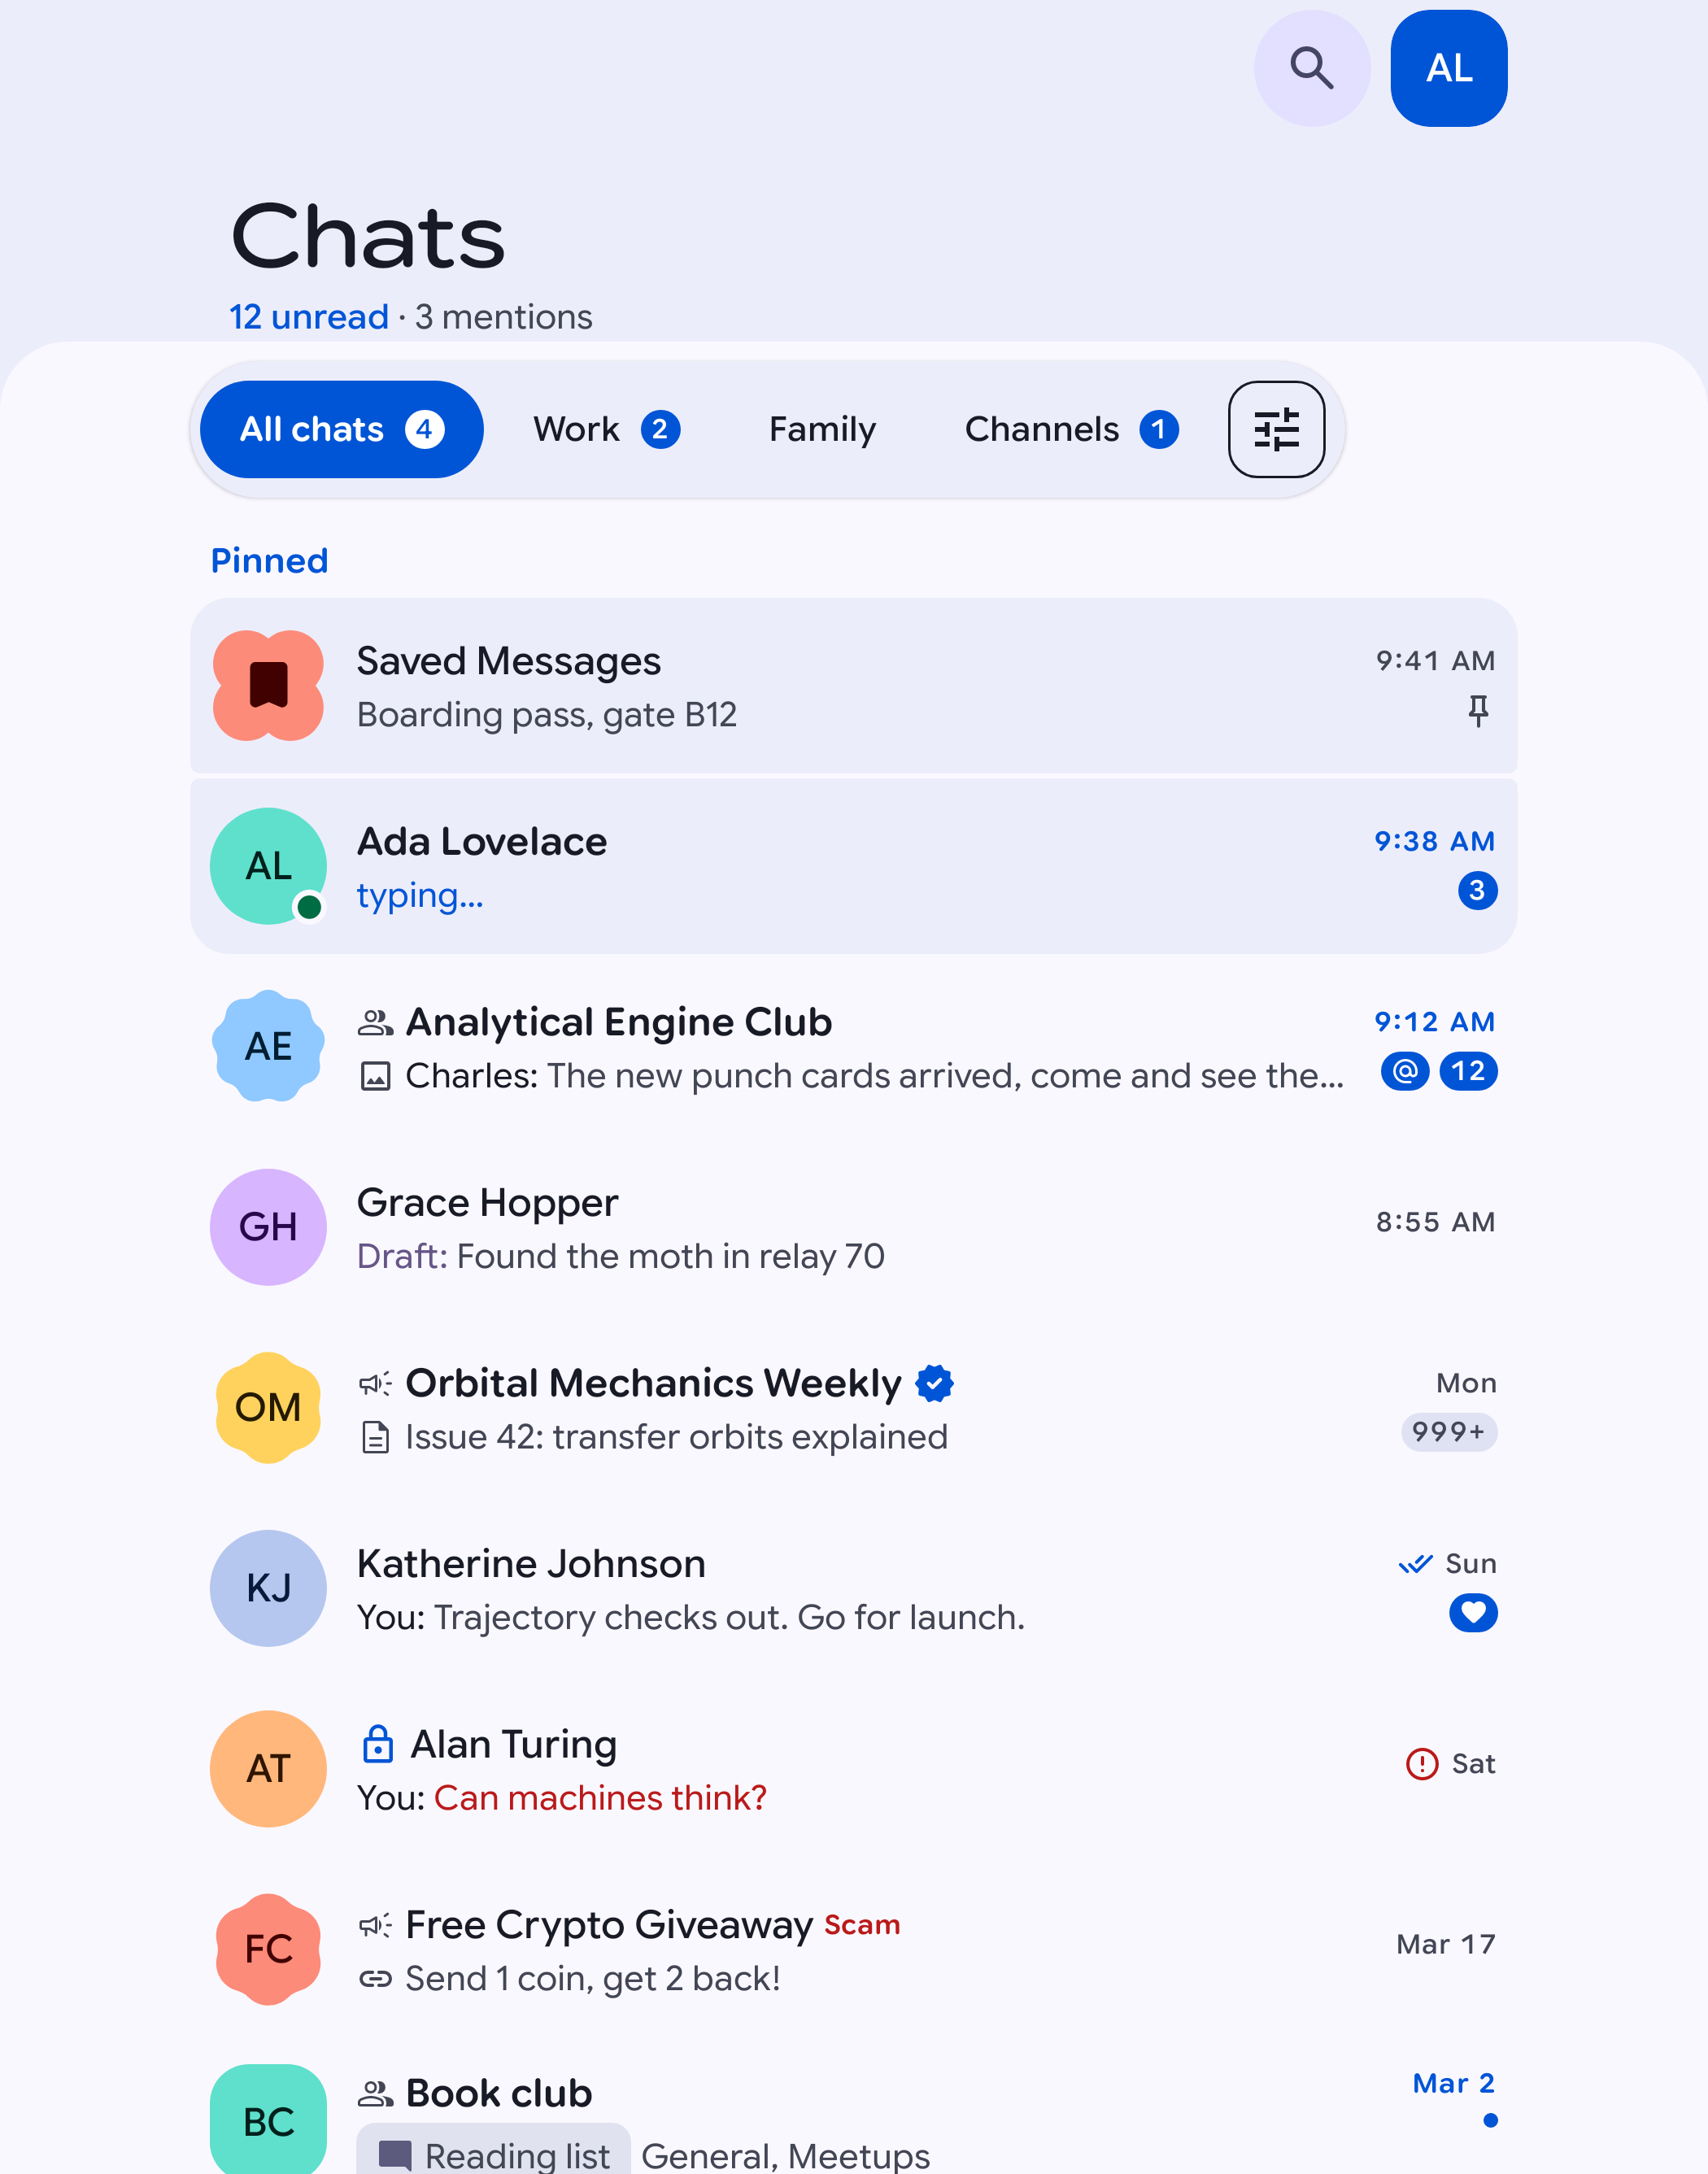 AL
Chats
12 unread · 3 mentions
All chats 4 Work 2 Family Channels 1
Pinned
Saved Messages 9:41 AM
Boarding pass, gate B12
AL
Ada Lovelace 9:38 AM
typing... 3
AE
Analytical Engine Club 9:12 AM
Charles: The new punch cards arrived, come and see the... @ 12
GH
Grace Hopper 8:55 AM
Draft: Found the moth in relay 70
OM
Orbital Mechanics Weekly Mon
Issue 42: transfer orbits explained 999+
KJ
Katherine Johnson Sun
You: Trajectory checks out. Go for launch.
AT
Alan Turing Sat
You: Can machines think?
FC
Free Crypto Giveaway Scam Mar 17
Send 1 coin, get 2 back!
BC
Book club Mar 2
Reading list General, Meetups